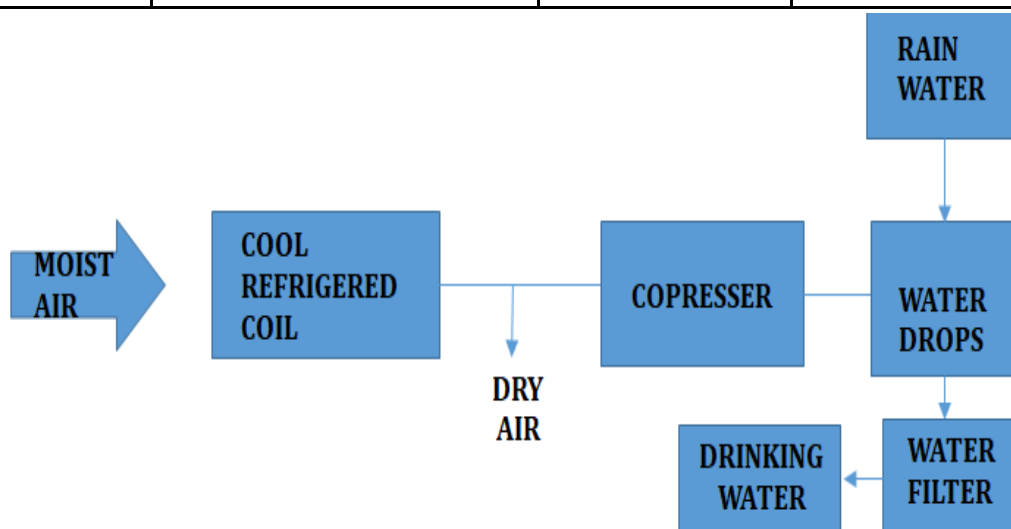 RAIN
WATER
MOIST
AIR
COOL
REFRIGERED
COIL
COPRESSER
WATER
DROPS
DRY
AIR
DRINKING
WATER
WATER
FILTER